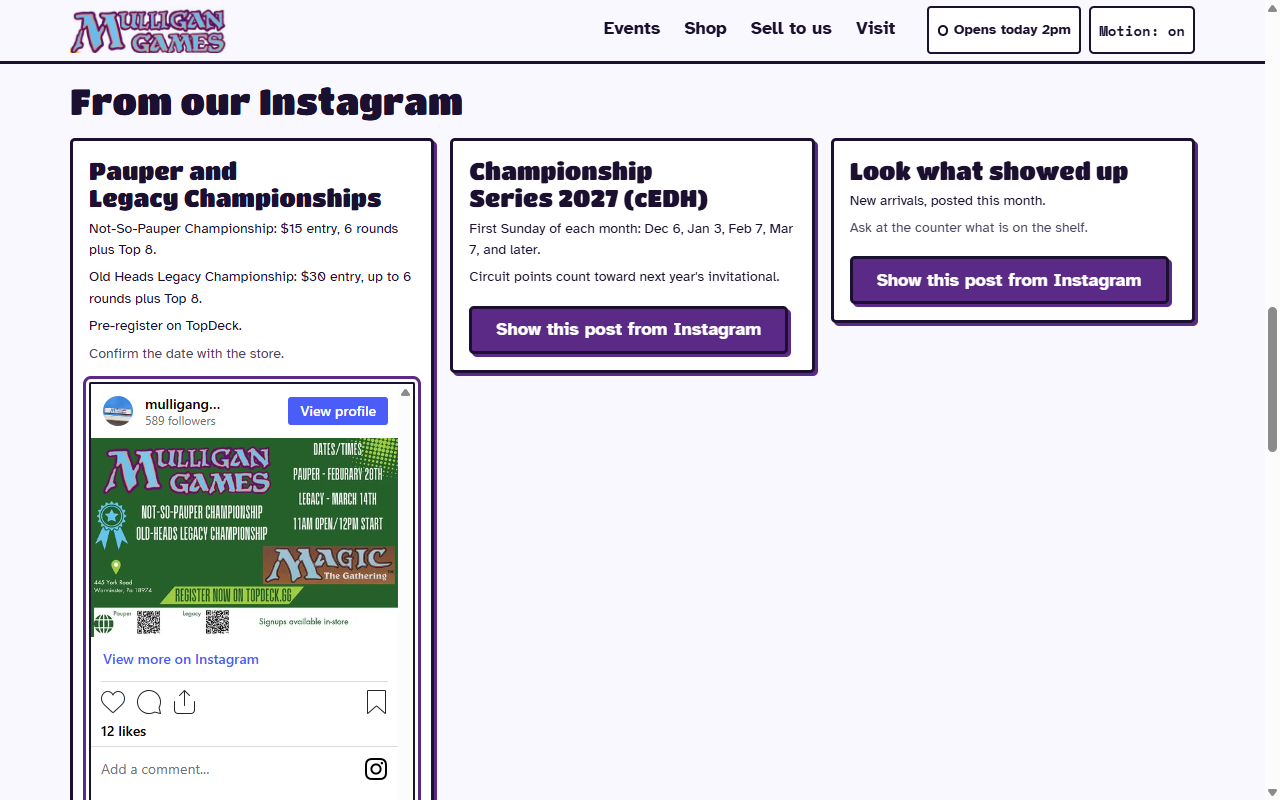 MULLIGAN GAMES
Events
Shop
Sell to us
Visit
Opens today 2pm
Motion: on
From our Instagram
Pauper and
Legacy Championships
Not-So-Pauper Championship: $15 entry, 6 rounds
plus Top 8.
Old Heads Legacy Championship: $30 entry, up to 6
rounds plus Top 8.
Pre-register on TopDeck.
Confirm the date with the store.
mulligang...
589 followers
View profile
MULLIGAN
GAMES
DATES/TIMES:
PAUPER - FEBURARY 28TH
LEGACY - MARCH 14TH
11AM OPEN/12PM START
NOT-SO-PAUPER CHAMPIONSHIP
OLD-HEADS LEGACY CHAMPIONSHIP
MAGIC
The Gathering
445 York Road
Warminster, Pa 18974
REGISTER NOW ON TOPDECK.GG
Pauper
Legacy
Signups available in-store
View more on Instagram
12 likes
Add a comment...
Championship
Series 2027 (cEDH)
First Sunday of each month: Dec 6, Jan 3, Feb 7, Mar
7, and later.
Circuit points count toward next year's invitational.
Show this post from Instagram
Look what showed up
New arrivals, posted this month.
Ask at the counter what is on the shelf.
Show this post from Instagram